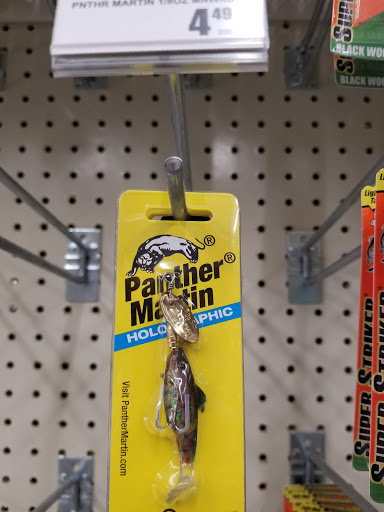 PNTHR MARTIN 1/8OZ
4 49
Panther®
Martin®
HOLOGRAPHIC
Visit PantherMartin.com
SUPER STRIKER
SUPER STRIKER
BLACK WO
BLACK WO